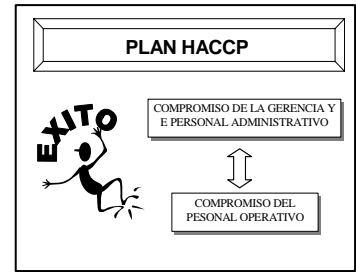 PLAN HACCP
EXITO
COMPROMISO DE LA GERENCIA Y
E PERSONAL ADMINISTRATIVO
COMPROMISO DEL
PESONAL OPERATIVO